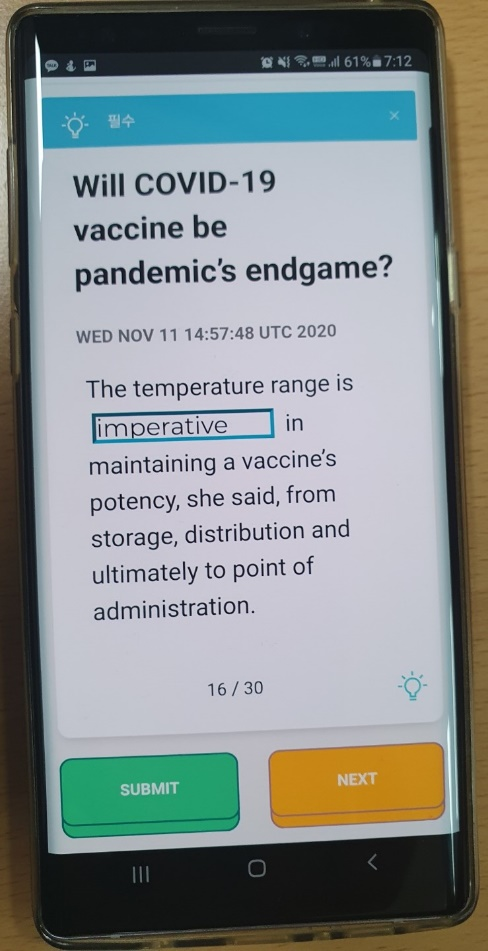 61% 7:12
필수 ×
Will COVID-19
vaccine be
pandemic's endgame?
WED NOV 11 14:57:48 UTC 2020
The temperature range is
imperative in
maintaining a vaccine's
potency, she said, from
storage, distribution and
ultimately to point of
administration.
16 / 30
SUBMIT NEXT